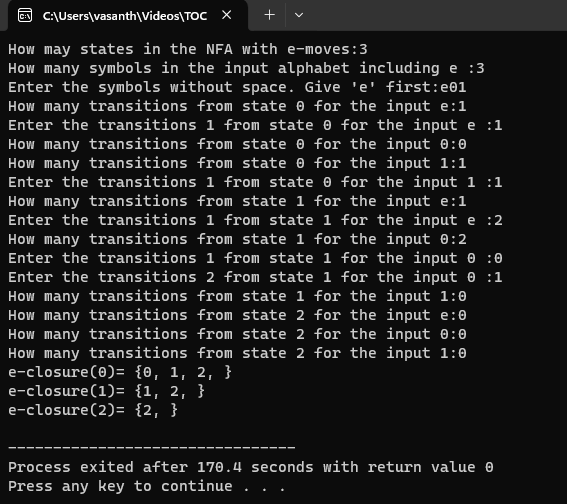 C:\Users\vasanth\Videos\TOC
How may states in the NFA with e-moves:3
How many symbols in the input alphabet including e :3
Enter the symbols without space. Give 'e' first:e01
How many transitions from state 0 for the input e:1
Enter the transitions 1 from state 0 for the input e :1
How many transitions from state 0 for the input 0:0
How many transitions from state 0 for the input 1:1
Enter the transitions 1 from state 0 for the input 1 :1
How many transitions from state 1 for the input e:1
Enter the transitions 1 from state 1 for the input e :2
How many transitions from state 1 for the input 0:2
Enter the transitions 1 from state 1 for the input 0 :0
Enter the transitions 2 from state 1 for the input 0 :1
How many transitions from state 1 for the input 1:0
How many transitions from state 2 for the input e:0
How many transitions from state 2 for the input 0:0
How many transitions from state 2 for the input 1:0
e-closure(0)= {0, 1, 2, }
e-closure(1)= {1, 2, }
e-closure(2)= {2, }
--------------------------------
Process exited after 170.4 seconds with return value 0
Press any key to continue . . .